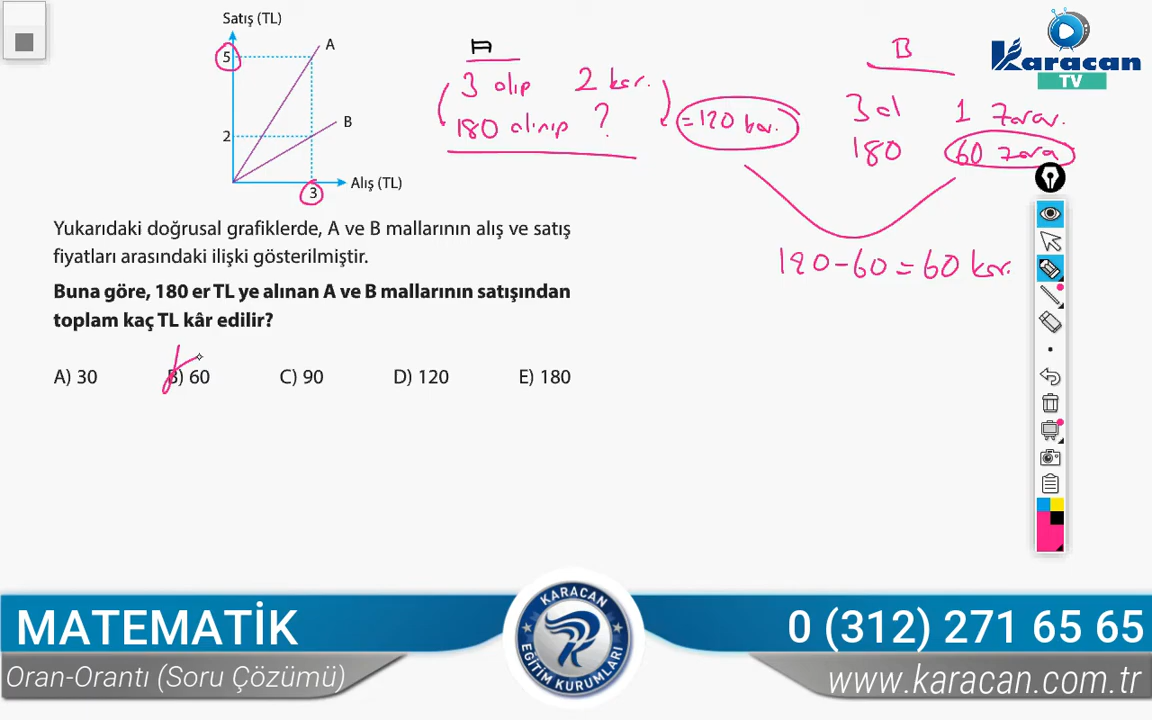 Satış (TL)
5
A
2
B
3
Alış (TL)
A
3 alıp 2 kar.
180 alınıp ?
=120 kar.
B
3 al 1 zarar.
180 60 zara
120-60=60 kar.
Karacan
TV
Yukarıdaki doğrusal grafiklerde, A ve B mallarının alış ve satış
fiyatları arasındaki ilişki gösterilmiştir.
Buna göre, 180 er TL ye alınan A ve B mallarının satışından
toplam kaç TL kâr edilir?
A) 30 B) 60 C) 90 D) 120 E) 180
MATEMATİK
Oran-Orantı (Soru Çözümü)
KARACAN
EĞİTİM KURUMLARI
0 (312) 271 65 65
www.karacan.com.tr